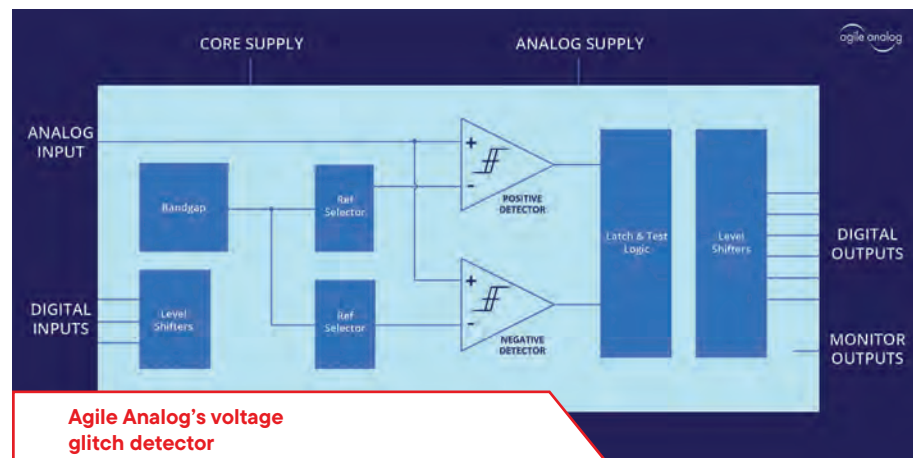 CORE SUPPLY
ANALOG SUPPLY
agile analog
ANALOG
INPUT
+
-
POSITIVE
DETECTOR
Bandgap
Ref
Selector
Latch & Test
Logic
Level
Shifters
DIGITAL
OUTPUTS
DIGITAL
INPUTS
Level
Shifters
Ref
Selector
+
-
NEGATIVE
DETECTOR
MONITOR
OUTPUTS
Agile Analog's voltage
glitch detector